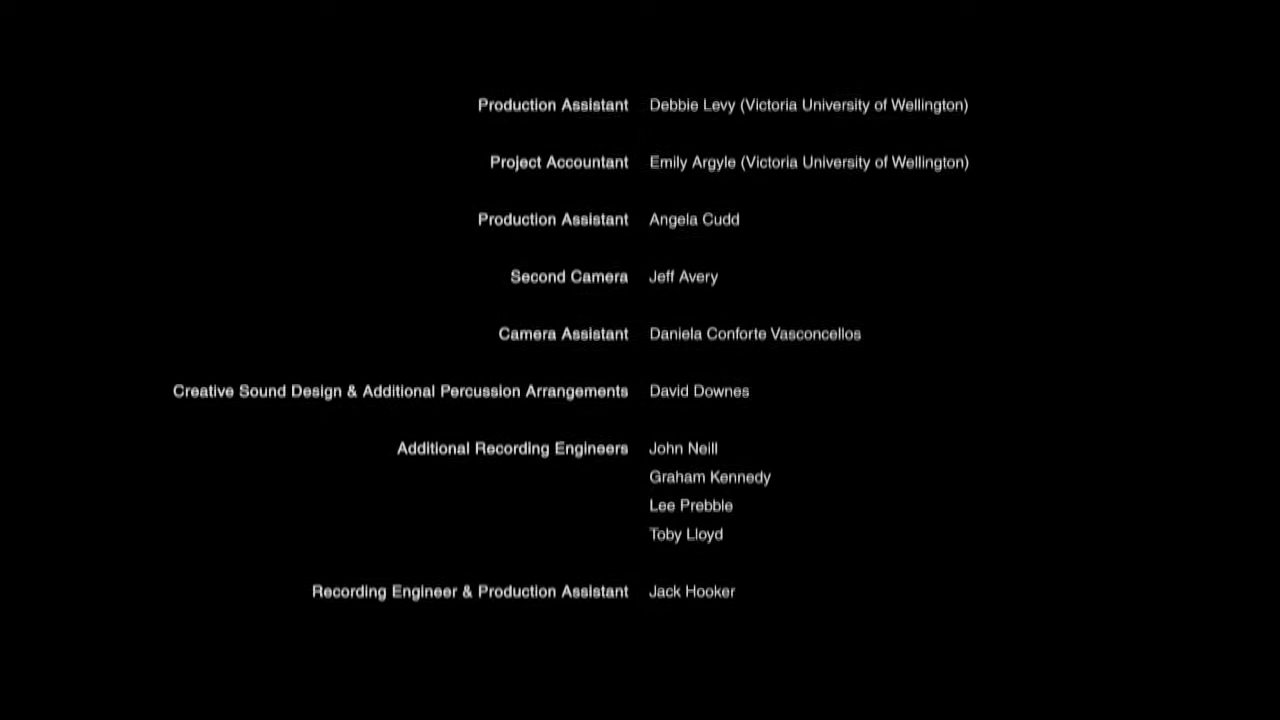 Production Assistant Debbie Levy (Victoria University of Wellington)
Project Accountant Emily Argyle (Victoria University of Wellington)
Production Assistant Angela Cudd
Second Camera Jeff Avery
Camera Assistant Daniela Conforte Vasconcellos
Creative Sound Design & Additional Percussion Arrangements David Downes
Additional Recording Engineers John Neill
Graham Kennedy
Lee Prebble
Toby Lloyd
Recording Engineer & Production Assistant Jack Hooker